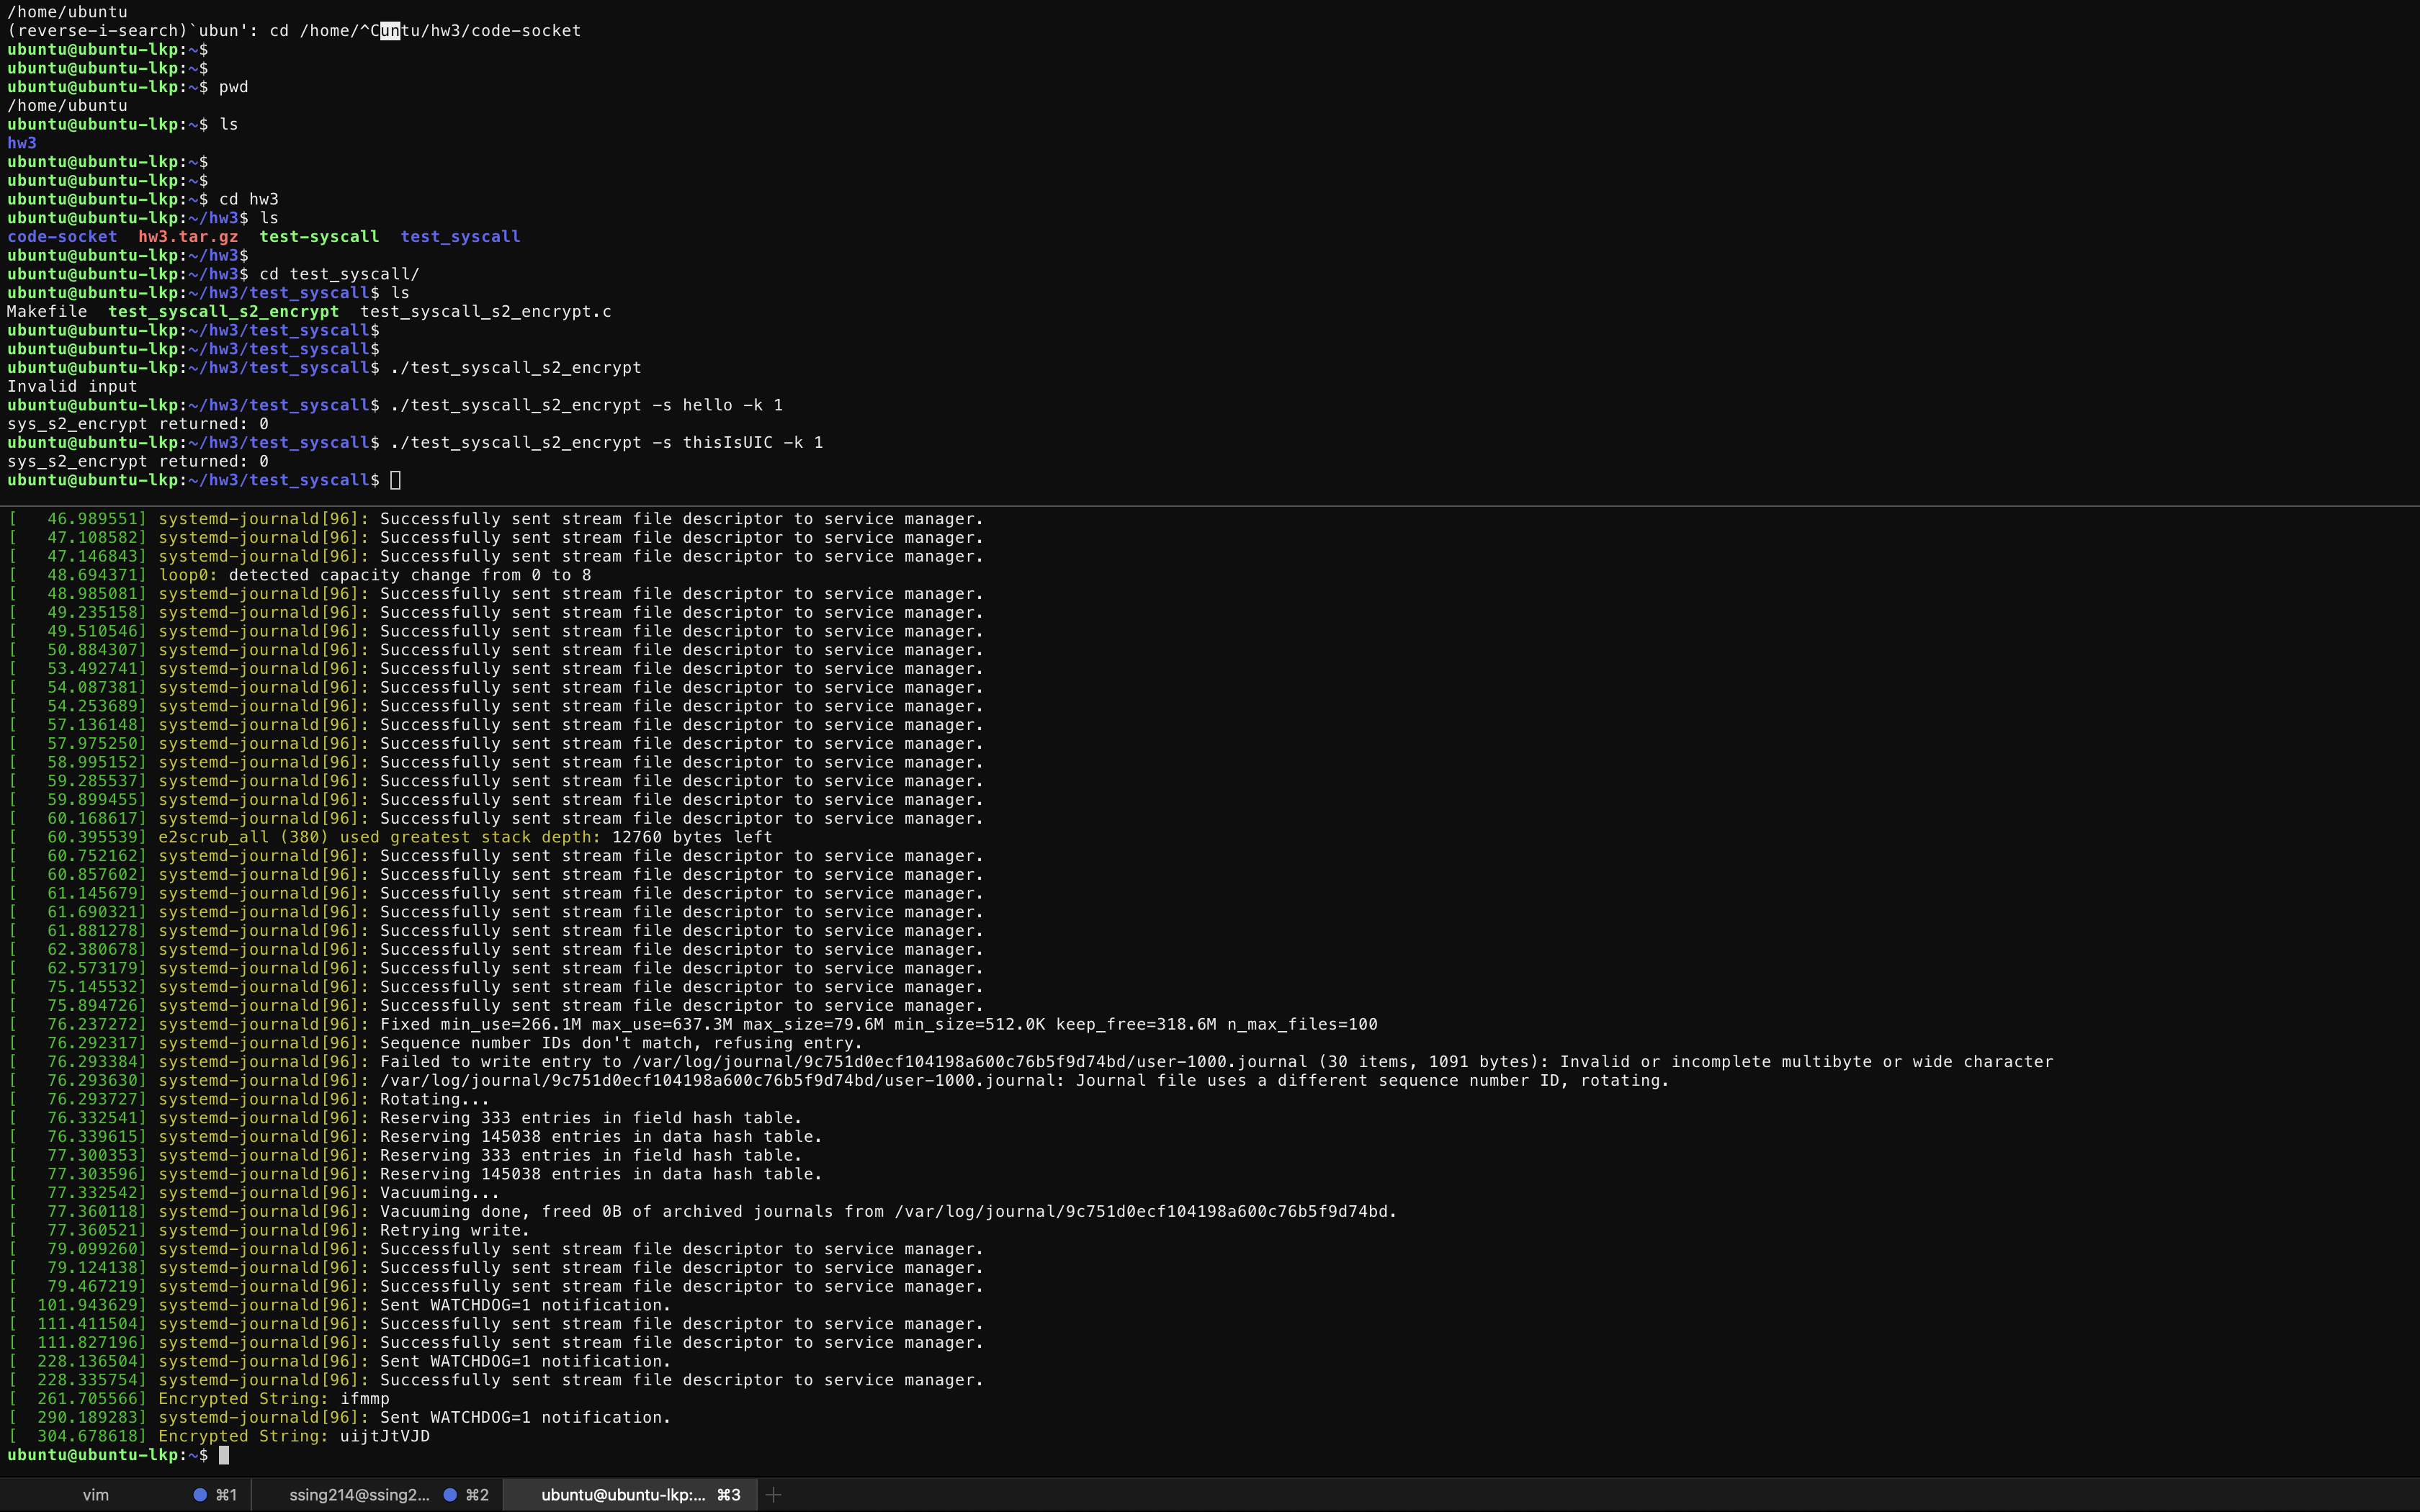 /home/ubuntu
(reverse-i-search)`ubun': cd /home/^Cuntu/hw3/code-socket
ubuntu@ubuntu-lkp:~$
ubuntu@ubuntu-lkp:~$
ubuntu@ubuntu-lkp:~$ pwd
/home/ubuntu
ubuntu@ubuntu-lkp:~$ ls
hw3
ubuntu@ubuntu-lkp:~$
ubuntu@ubuntu-lkp:~$
ubuntu@ubuntu-lkp:~$ cd hw3
ubuntu@ubuntu-lkp:~/hw3$ ls
code-socket  hw3.tar.gz  test-syscall  test_syscall
ubuntu@ubuntu-lkp:~/hw3$
ubuntu@ubuntu-lkp:~/hw3$ cd test_syscall/
ubuntu@ubuntu-lkp:~/hw3/test_syscall$ ls
Makefile  test_syscall_s2_encrypt  test_syscall_s2_encrypt.c
ubuntu@ubuntu-lkp:~/hw3/test_syscall$
ubuntu@ubuntu-lkp:~/hw3/test_syscall$
ubuntu@ubuntu-lkp:~/hw3/test_syscall$ ./test_syscall_s2_encrypt
Invalid input
ubuntu@ubuntu-lkp:~/hw3/test_syscall$ ./test_syscall_s2_encrypt -s hello -k 1
sys_s2_encrypt returned: 0
ubuntu@ubuntu-lkp:~/hw3/test_syscall$ ./test_syscall_s2_encrypt -s thisIsUIC -k 1
sys_s2_encrypt returned: 0
ubuntu@ubuntu-lkp:~/hw3/test_syscall$
[   46.989551] systemd-journald[96]: Successfully sent stream file descriptor to service manager.
[   47.108582] systemd-journald[96]: Successfully sent stream file descriptor to service manager.
[   47.146843] systemd-journald[96]: Successfully sent stream file descriptor to service manager.
[   48.694371] loop0: detected capacity change from 0 to 8
[   48.985081] systemd-journald[96]: Successfully sent stream file descriptor to service manager.
[   49.235158] systemd-journald[96]: Successfully sent stream file descriptor to service manager.
[   49.510546] systemd-journald[96]: Successfully sent stream file descriptor to service manager.
[   50.884307] systemd-journald[96]: Successfully sent stream file descriptor to service manager.
[   53.492741] systemd-journald[96]: Successfully sent stream file descriptor to service manager.
[   54.087381] systemd-journald[96]: Successfully sent stream file descriptor to service manager.
[   54.253689] systemd-journald[96]: Successfully sent stream file descriptor to service manager.
[   57.136148] systemd-journald[96]: Successfully sent stream file descriptor to service manager.
[   57.975250] systemd-journald[96]: Successfully sent stream file descriptor to service manager.
[   58.995152] systemd-journald[96]: Successfully sent stream file descriptor to service manager.
[   59.285537] systemd-journald[96]: Successfully sent stream file descriptor to service manager.
[   59.899455] systemd-journald[96]: Successfully sent stream file descriptor to service manager.
[   60.168617] systemd-journald[96]: Successfully sent stream file descriptor to service manager.
[   60.395539] e2scrub_all (380) used greatest stack depth: 12760 bytes left
[   60.752162] systemd-journald[96]: Successfully sent stream file descriptor to service manager.
[   60.857602] systemd-journald[96]: Successfully sent stream file descriptor to service manager.
[   61.145679] systemd-journald[96]: Successfully sent stream file descriptor to service manager.
[   61.690321] systemd-journald[96]: Successfully sent stream file descriptor to service manager.
[   61.881278] systemd-journald[96]: Successfully sent stream file descriptor to service manager.
[   62.380678] systemd-journald[96]: Successfully sent stream file descriptor to service manager.
[   62.573179] systemd-journald[96]: Successfully sent stream file descriptor to service manager.
[   75.145532] systemd-journald[96]: Successfully sent stream file descriptor to service manager.
[   75.894726] systemd-journald[96]: Successfully sent stream file descriptor to service manager.
[   76.237272] systemd-journald[96]: Fixed min_use=266.1M max_use=637.3M max_size=79.6M min_size=512.0K keep_free=318.6M n_max_files=100
[   76.292317] systemd-journald[96]: Sequence number IDs don't match, refusing entry.
[   76.293384] systemd-journald[96]: Failed to write entry to /var/log/journal/9c751d0ecf104198a600c76b5f9d74bd/user-1000.journal (30 items, 1091 bytes): Invalid or incomplete multibyte or wide character
[   76.293630] systemd-journald[96]: /var/log/journal/9c751d0ecf104198a600c76b5f9d74bd/user-1000.journal: Journal file uses a different sequence number ID, rotating.
[   76.293727] systemd-journald[96]: Rotating...
[   76.332541] systemd-journald[96]: Reserving 333 entries in field hash table.
[   76.339615] systemd-journald[96]: Reserving 145038 entries in data hash table.
[   77.300353] systemd-journald[96]: Reserving 333 entries in field hash table.
[   77.303596] systemd-journald[96]: Reserving 145038 entries in data hash table.
[   77.332542] systemd-journald[96]: Vacuuming...
[   77.360118] systemd-journald[96]: Vacuuming done, freed 0B of archived journals from /var/log/journal/9c751d0ecf104198a600c76b5f9d74bd.
[   77.360521] systemd-journald[96]: Retrying write.
[   79.099260] systemd-journald[96]: Successfully sent stream file descriptor to service manager.
[   79.124138] systemd-journald[96]: Successfully sent stream file descriptor to service manager.
[   79.467219] systemd-journald[96]: Successfully sent stream file descriptor to service manager.
[  101.943629] systemd-journald[96]: Sent WATCHDOG=1 notification.
[  111.411504] systemd-journald[96]: Successfully sent stream file descriptor to service manager.
[  111.827196] systemd-journald[96]: Successfully sent stream file descriptor to service manager.
[  228.136504] systemd-journald[96]: Sent WATCHDOG=1 notification.
[  228.335754] systemd-journald[96]: Successfully sent stream file descriptor to service manager.
[  261.705566] Encrypted String: ifmmp
[  290.189283] systemd-journald[96]: Sent WATCHDOG=1 notification.
[  304.678618] Encrypted String: uijtJtVJD
ubuntu@ubuntu-lkp:~$
vim ⌘1 ssing214@ssing2... ⌘2 ubuntu@ubuntu-lkp:... ⌘3